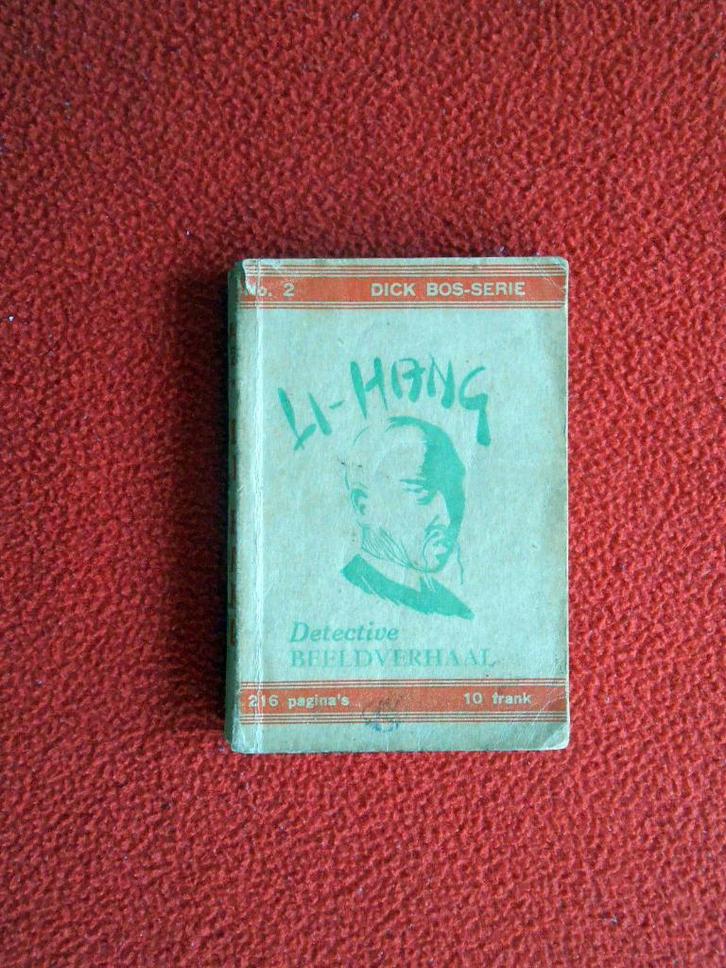 No. 2 DICK BOS-SERIE
LI-HANG
Detective
BEELDVERHAAL
216 pagina's 10 frank